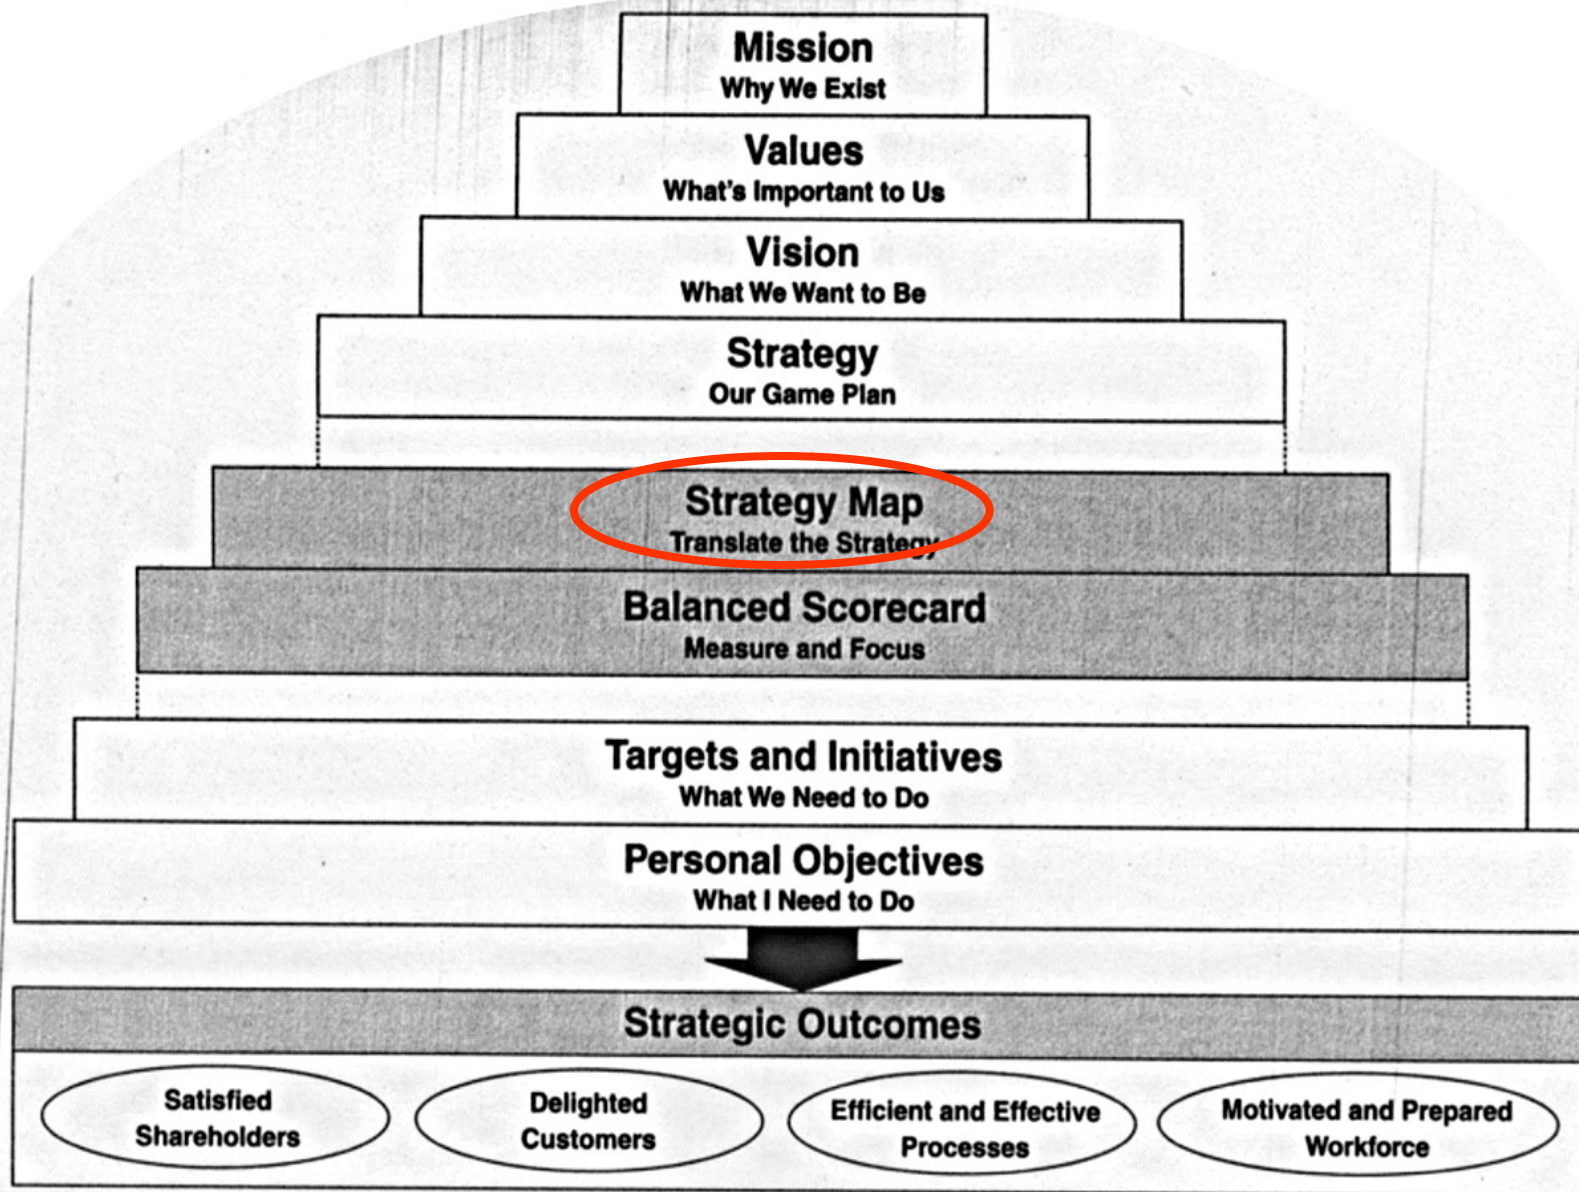 Mission
Why We Exist
Values
What's Important to Us
Vision
What We Want to Be
Strategy
Our Game Plan
Strategy Map
Translate the Strategy
Balanced Scorecard
Measure and Focus
Targets and Initiatives
What We Need to Do
Personal Objectives
What I Need to Do
Strategic Outcomes
Satisfied
Shareholders
Delighted
Customers
Efficient and Effective
Processes
Motivated and Prepared
Workforce